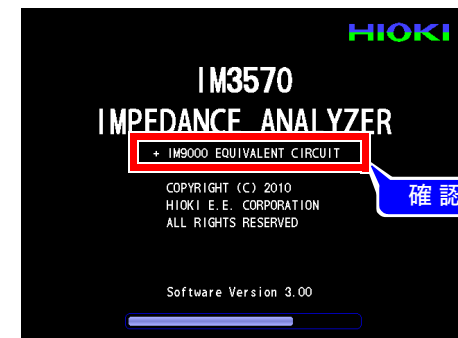 HIOKI
IM3570
IMPEDANCE ANALYZER
+ IM9000 EQUIVALENT CIRCUIT
確認
COPYRIGHT (C) 2010
HIOKI E.E. CORPORATION
ALL RIGHTS RESERVED
Software Version 3.00